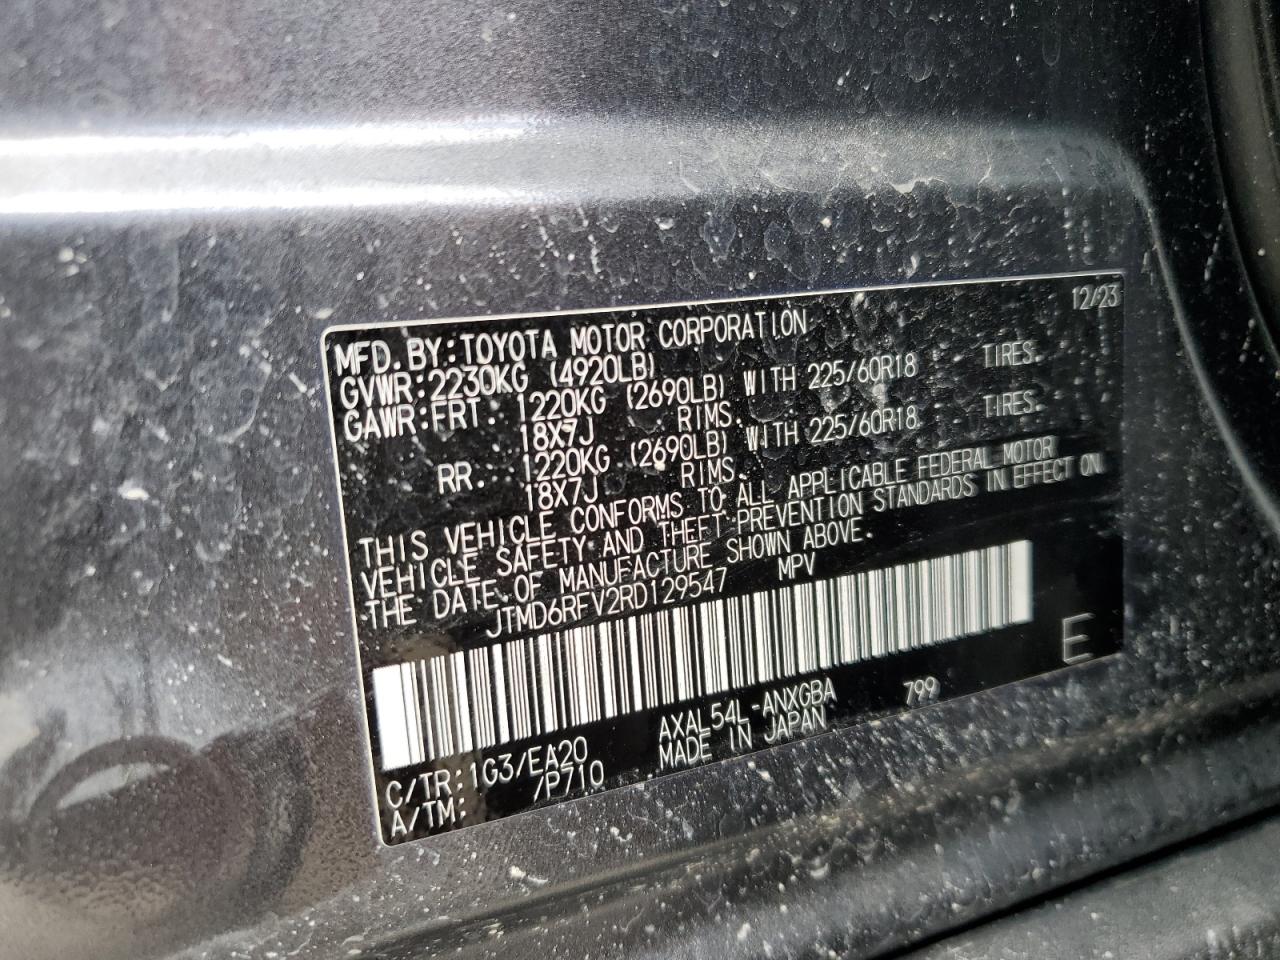 12/23
MFD. BY: TOYOTA MOTOR CORPORATION
GVWR: 2230KG (4920LB)
GAWR: FRT. 1220KG (2690LB) WITH 225/60R18 TIRES.
18X7J RIMS.
RR. 1220KG (2690LB) WITH 225/60R18 TIRES.
18X7J RIMS.
THIS VEHICLE CONFORMS TO ALL APPLICABLE FEDERAL MOTOR
VEHICLE SAFETY AND THEFT PREVENTION STANDARDS IN EFFECT ON
THE DATE OF MANUFACTURE SHOWN ABOVE.
JTMD6RFV2RD129547 MPV
E
C/TR: 1G3/EA20 AXAL54L-ANXGBA 799
A/TM: /P710 MADE IN JAPAN